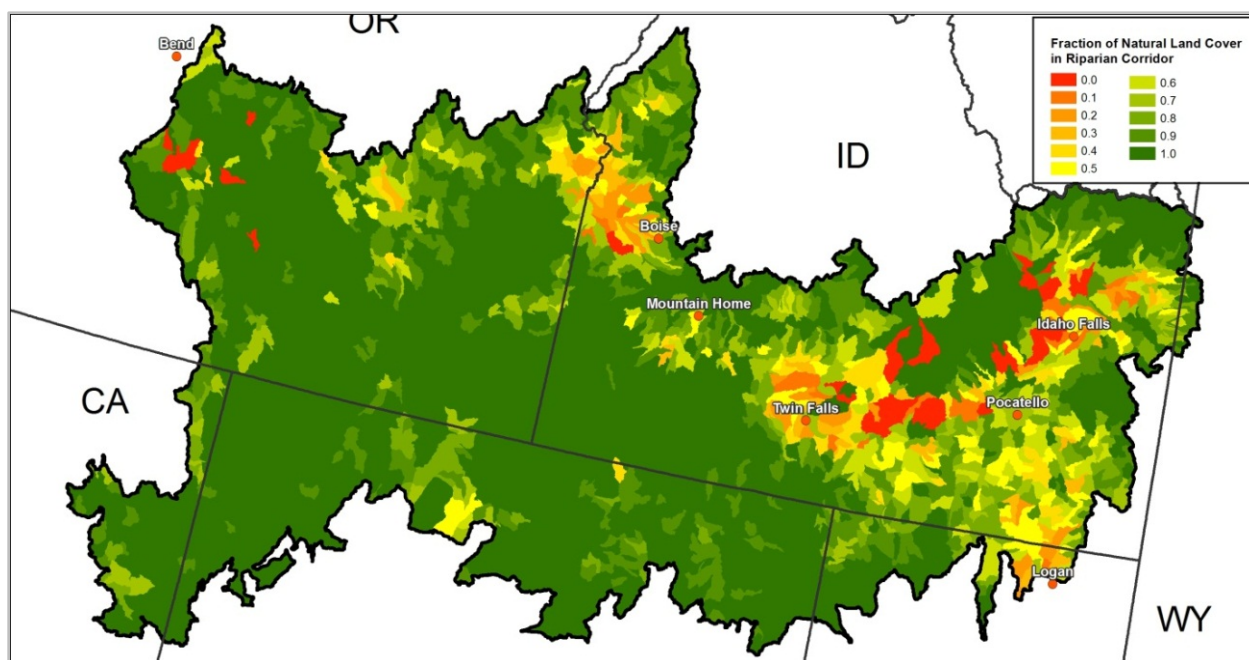 OR
Bend
Fraction of Natural Land Cover
in Riparian Corridor
0.0
0.1
0.2
0.3
0.4
0.5
0.6
0.7
0.8
0.9
1.0
ID
Boise
Mountain Home
Idaho Falls
CA
Twin Falls
Pocatello
Logan
WY